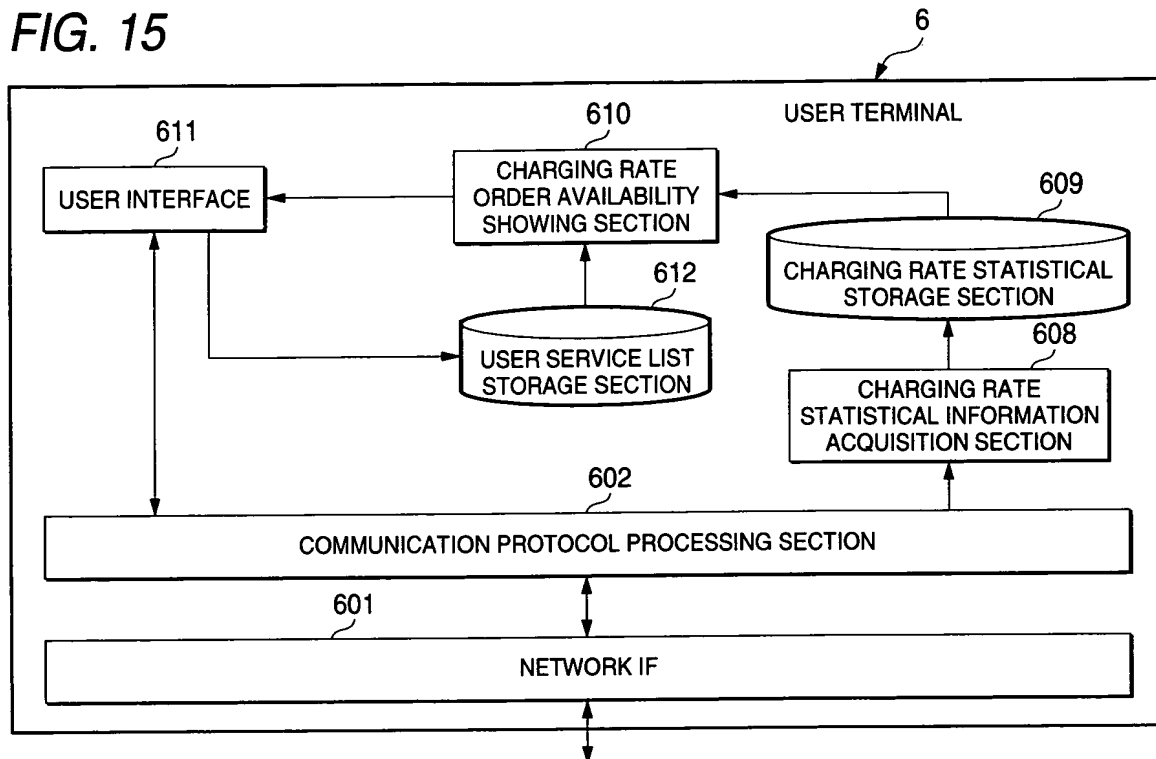 FIG. 15
6
USER TERMINAL
611
USER INTERFACE
610
CHARGING RATE
ORDER AVAILABILITY
SHOWING SECTION
609
CHARGING RATE STATISTICAL
STORAGE SECTION
612
USER SERVICE LIST
STORAGE SECTION
608
CHARGING RATE
STATISTICAL INFORMATION
ACQUISITION SECTION
602
COMMUNICATION PROTOCOL PROCESSING SECTION
601
NETWORK IF